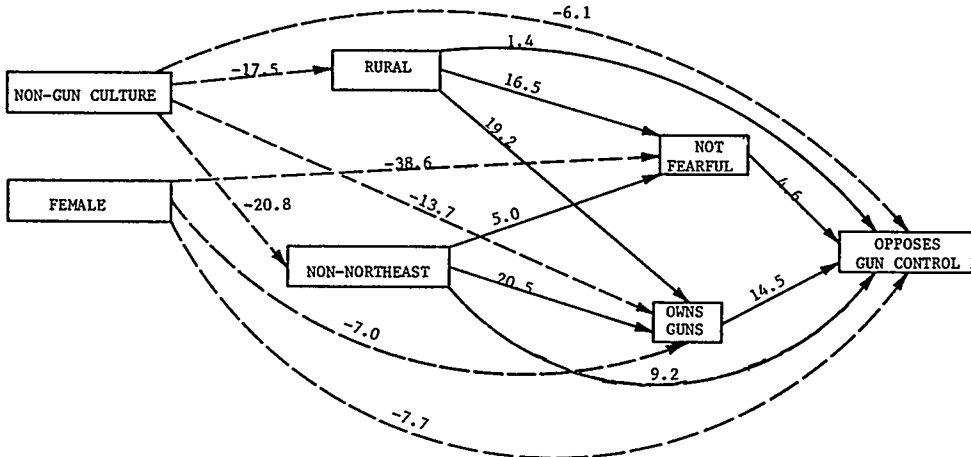 -6.1
1.4
-17.5
RURAL
NON-GUN CULTURE
16.5
19.2
NOT
FEARFUL
-38.6
FEMALE
-20.8
-13.7
5.0
4.6
NON-NORTHEAST
OPPOSES
GUN CONTROL
20.5
14.5
OWNS
GUNS
-7.0
9.2
-7.7